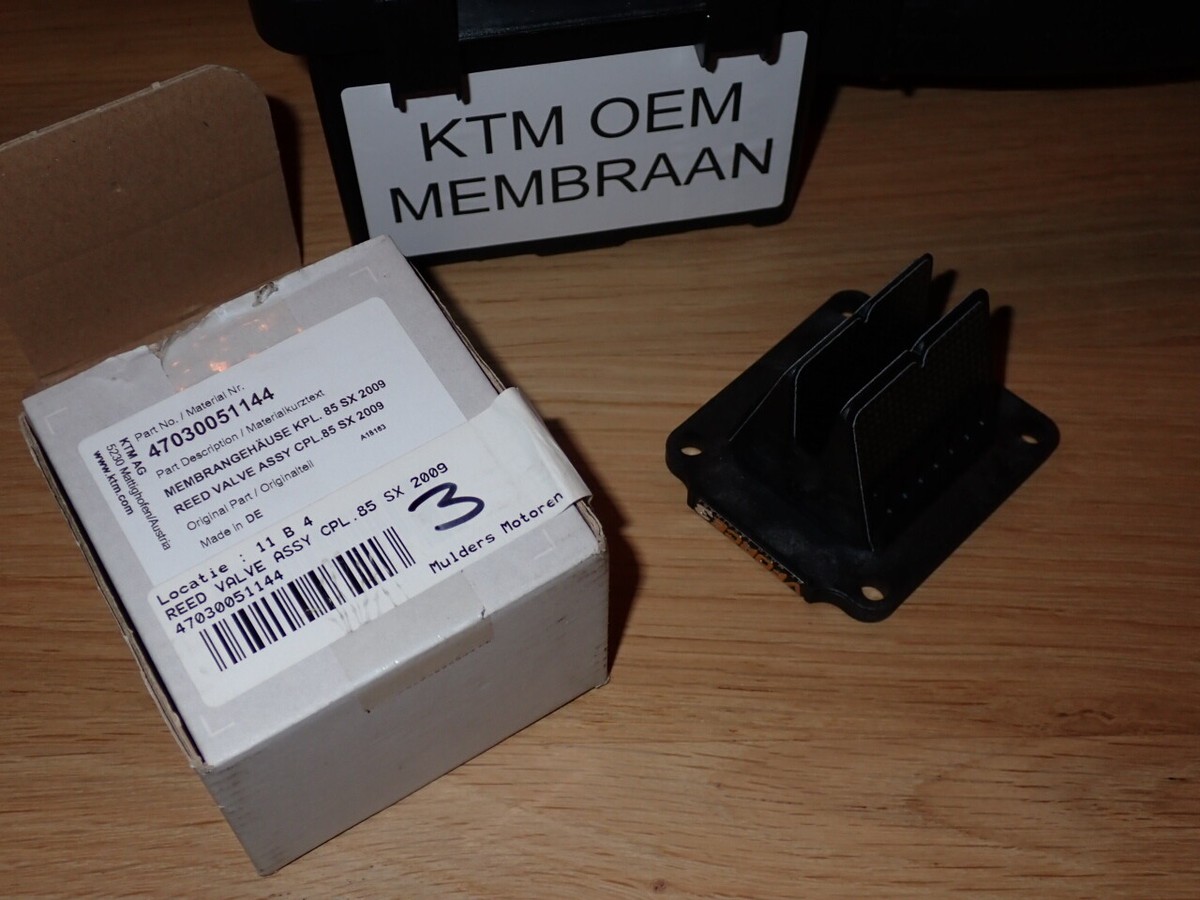 KTM OEM
MEMBRAAN
Part No. / Material Nr.
47030051144
Part Description / Materialkurztext
MEMBRANGEHÄUSE KPL. 85 SX 2009
REED VALVE ASSY CPL.85 SX 2009
A18183
Original Part / Originalteil
Made in DE
KTM AG
5230 Mattighofen/Austria
www.ktm.com
Locatie : 11 B 4
REED VALVE ASSY CPL.85 SX 2009
47030051144
3
Mulders Motoren